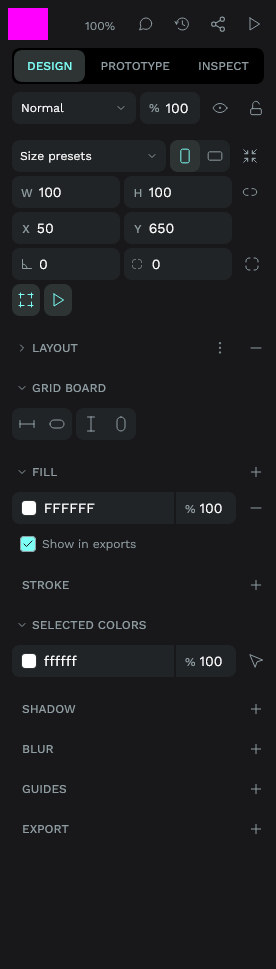 100%
DESIGN PROTOTYPE INSPECT
Normal % 100
Size presets
W 100 H 100
X 50 Y 650
0 0
LAYOUT
GRID BOARD
FILL
FFFFFF % 100
Show in exports
STROKE
SELECTED COLORS
ffffff % 100
SHADOW
BLUR
GUIDES
EXPORT